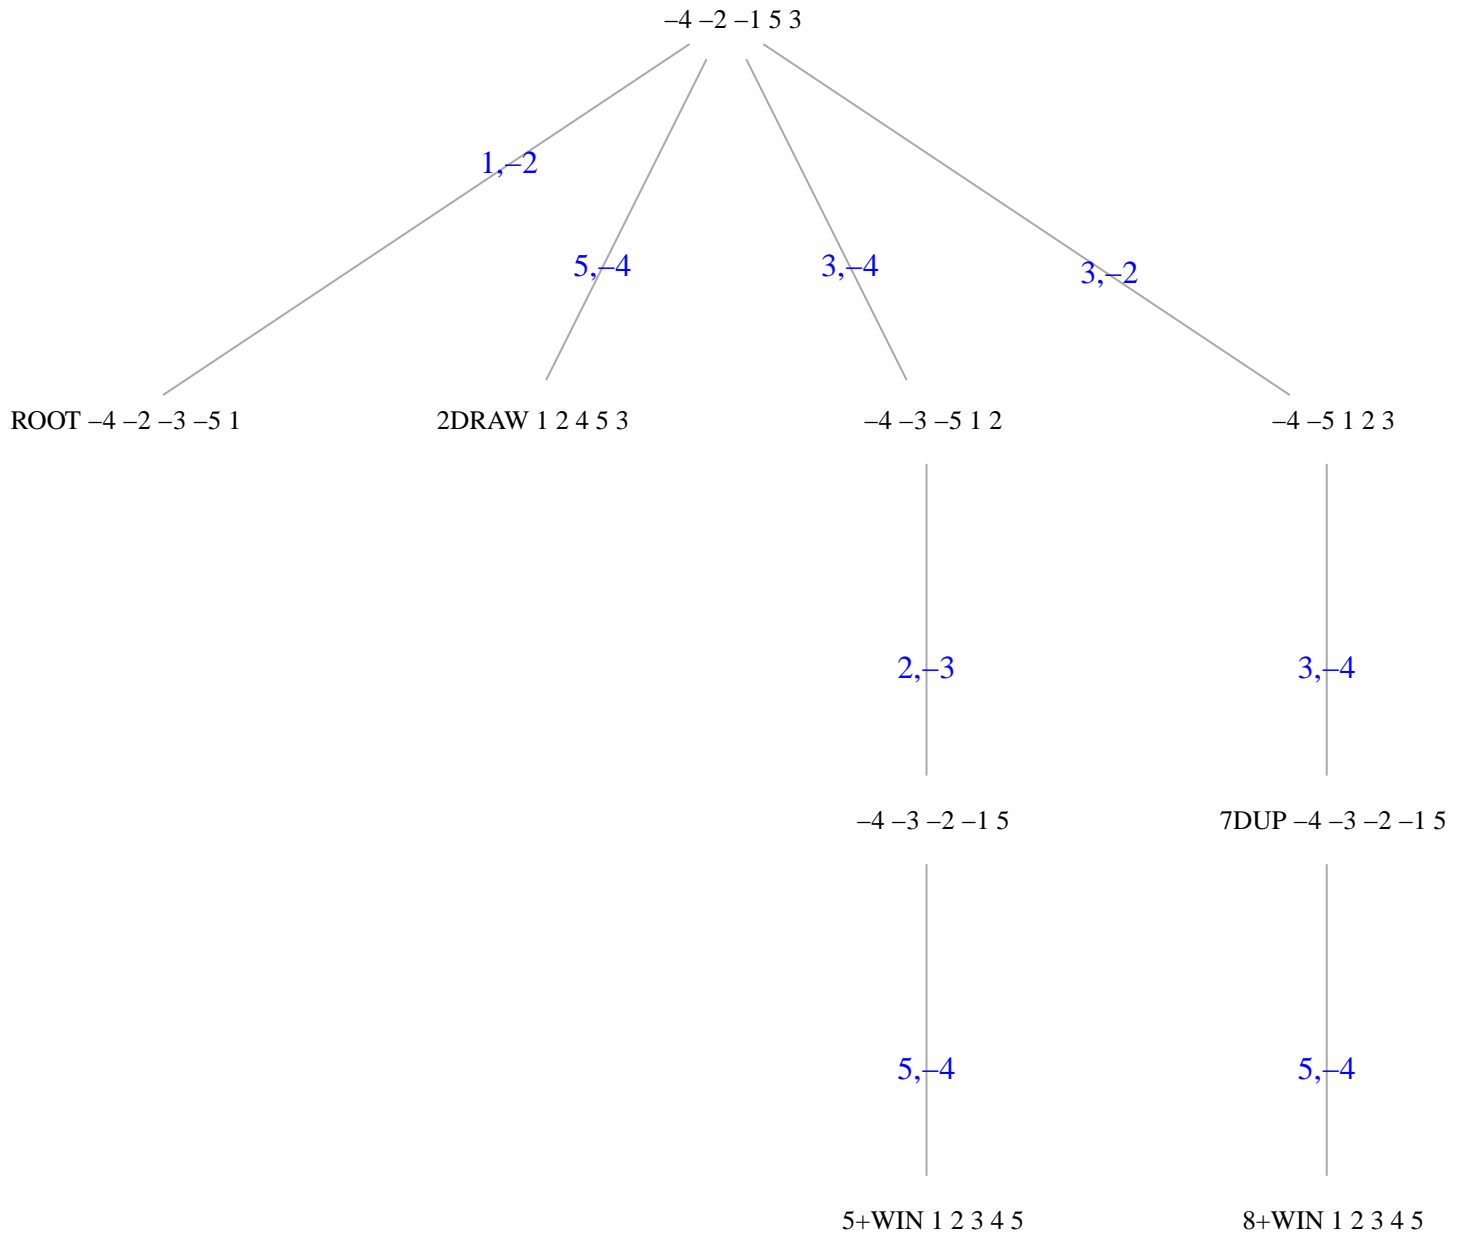 –4 –2 –1 5 3
1,–2
5,–4
3,–4
3,–2
ROOT –4 –2 –3 –5 1
2DRAW 1 2 4 5 3
–4 –3 –5 1 2
–4 –5 1 2 3
2,–3
3,–4
–4 –3 –2 –1 5
7DUP –4 –3 –2 –1 5
5,–4
5,–4
5+WIN 1 2 3 4 5
8+WIN 1 2 3 4 5